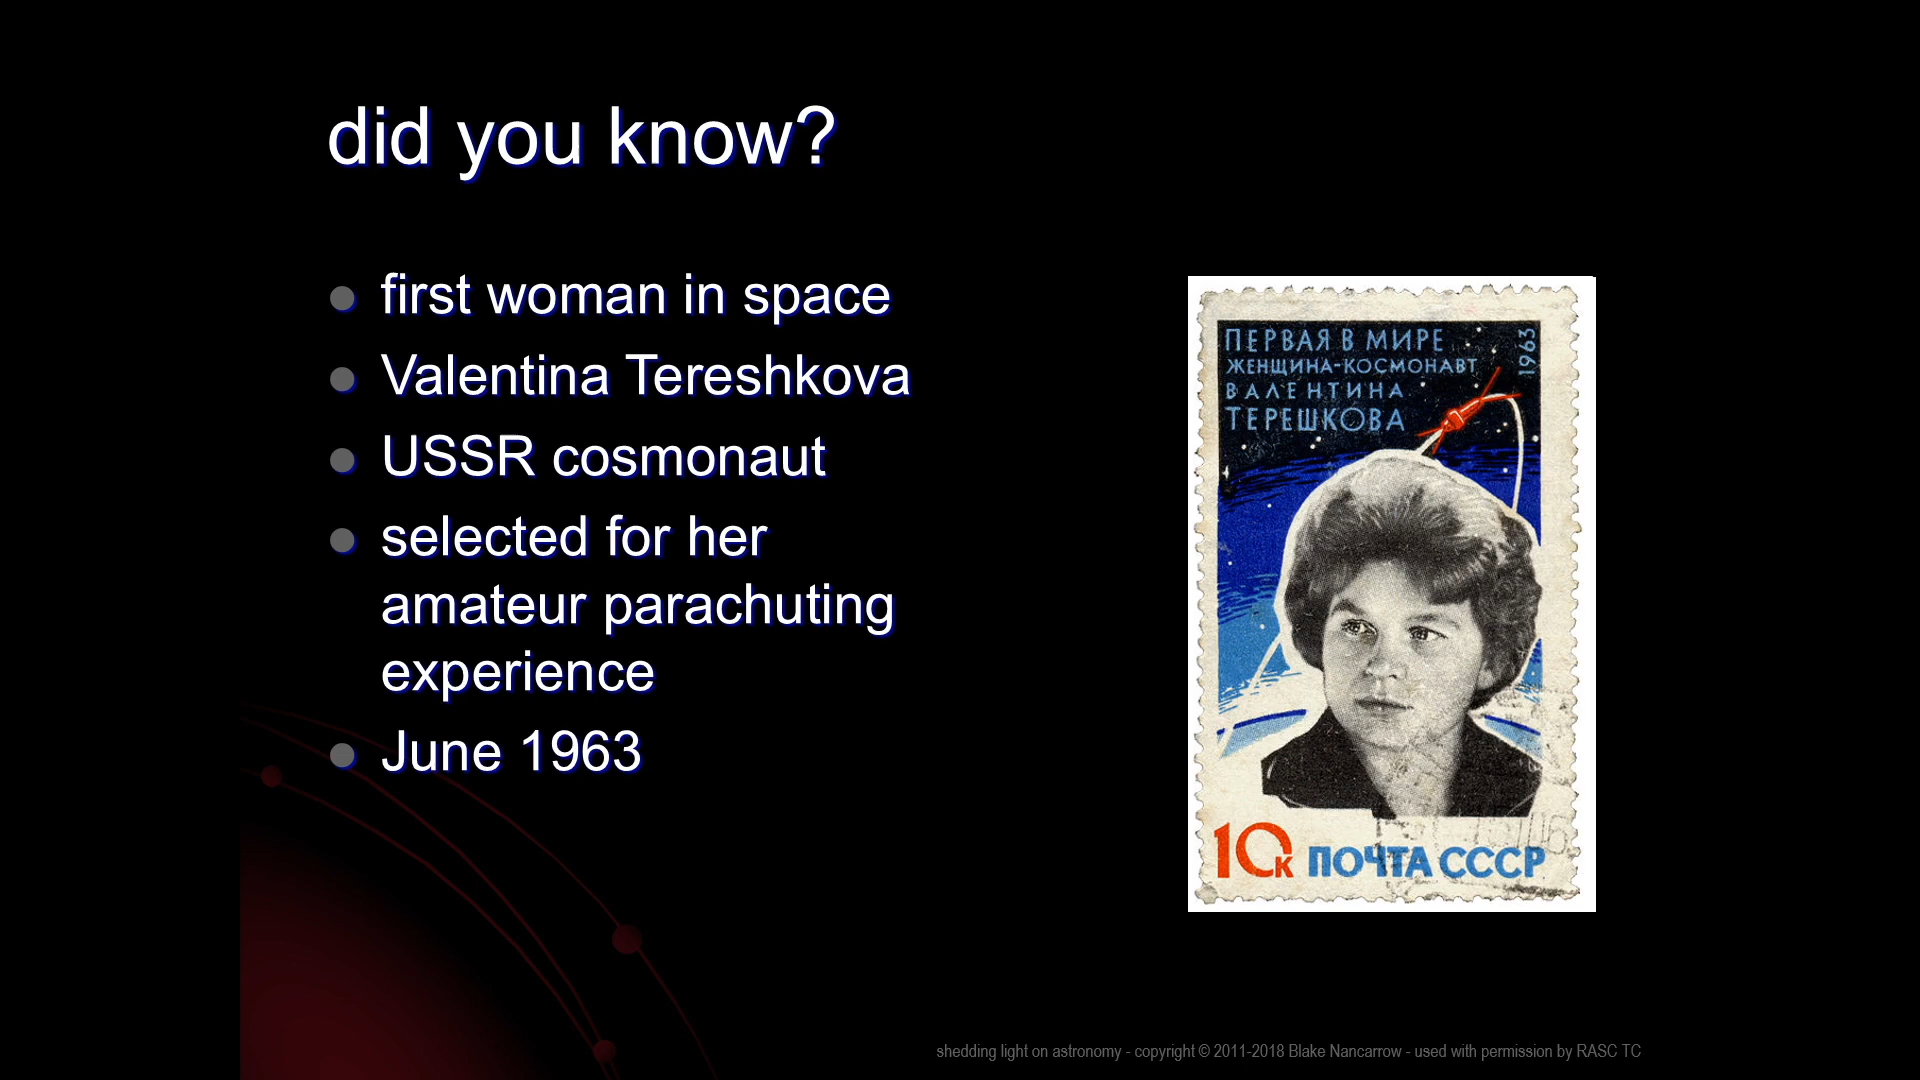 did you know?
first woman in space
Valentina Tereshkova
USSR cosmonaut
selected for her
amateur parachuting
experience
June 1963
ПЕРВАЯ В МИРЕ
ЖЕНЩИНА-КОСМОНАВТ
ВАЛЕНТИНА
ТЕРЕШКОВА
1963
10К ПОЧТА СССР
shedding light on astronomy - copyright © 2011-2018 Blake Nancarrow - used with permission by RASC TC